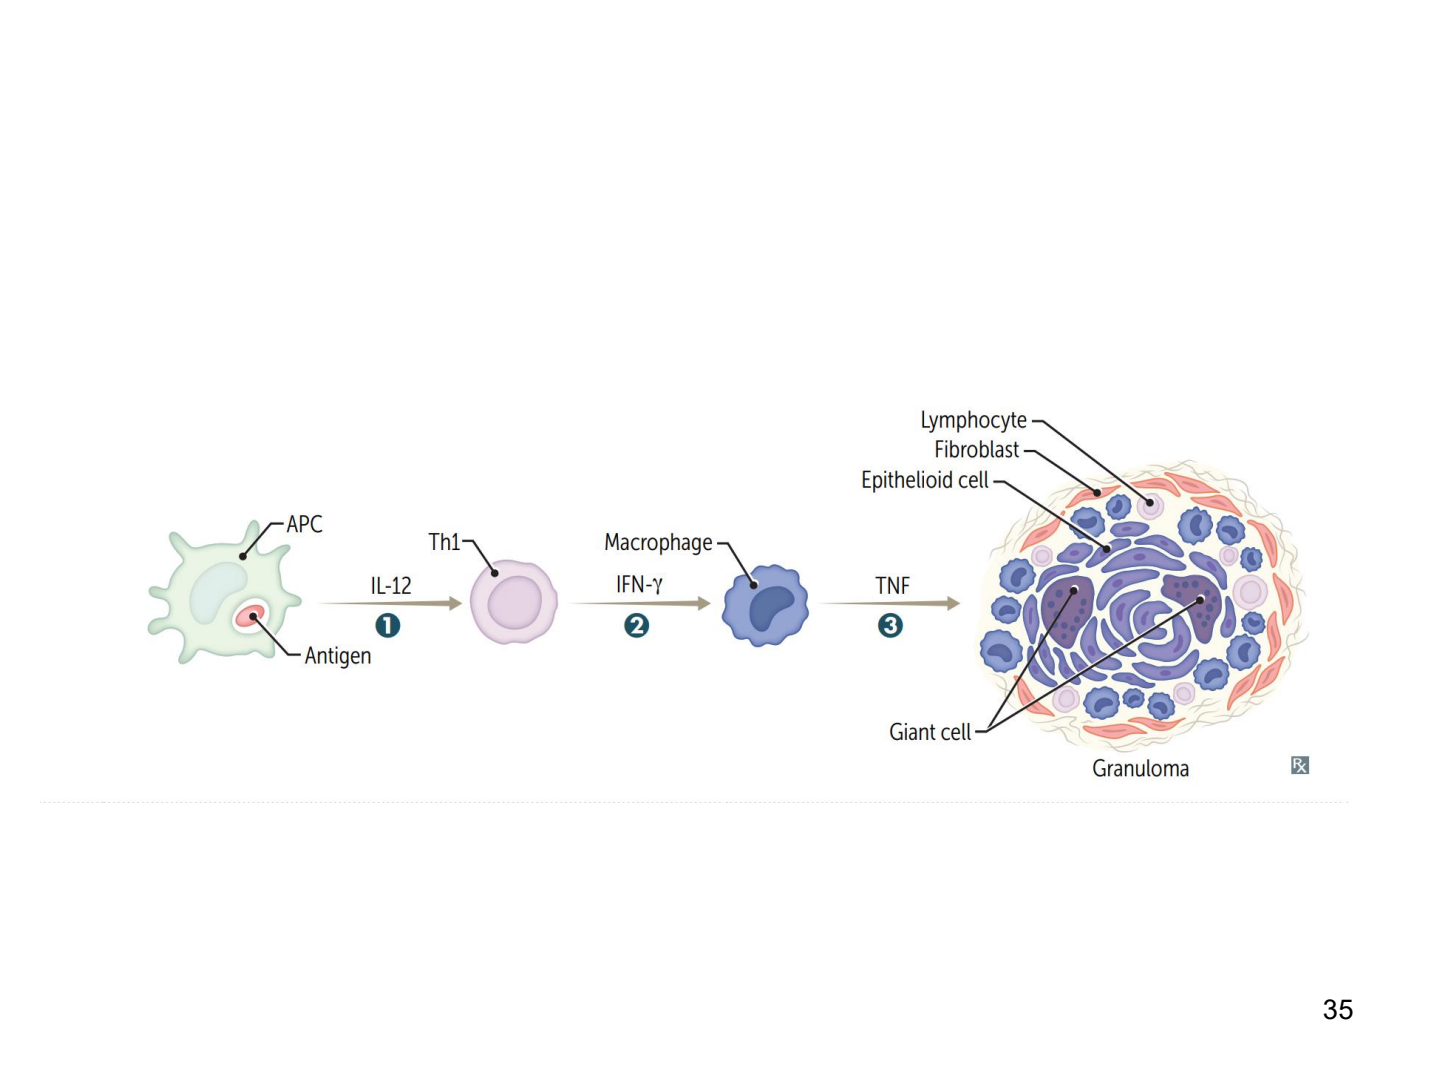 Lymphocyte
Fibroblast
Epithelioid cell
APC
Th1
Macrophage
IL-12
IFN-γ
TNF
1
2
3
Antigen
Giant cell
Granuloma
Rx
35